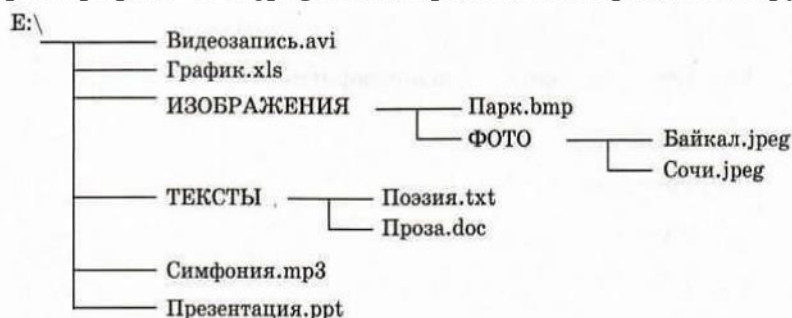 E:\
Видеозапись.avi
График.xls
ИЗОБРАЖЕНИЯ Парк.bmp
ФОТО Байкал.jpeg
Сочи.jpeg
ТЕКСТЫ Поэзия.txt
Проза.doc
Симфония.mp3
Презентация.ppt